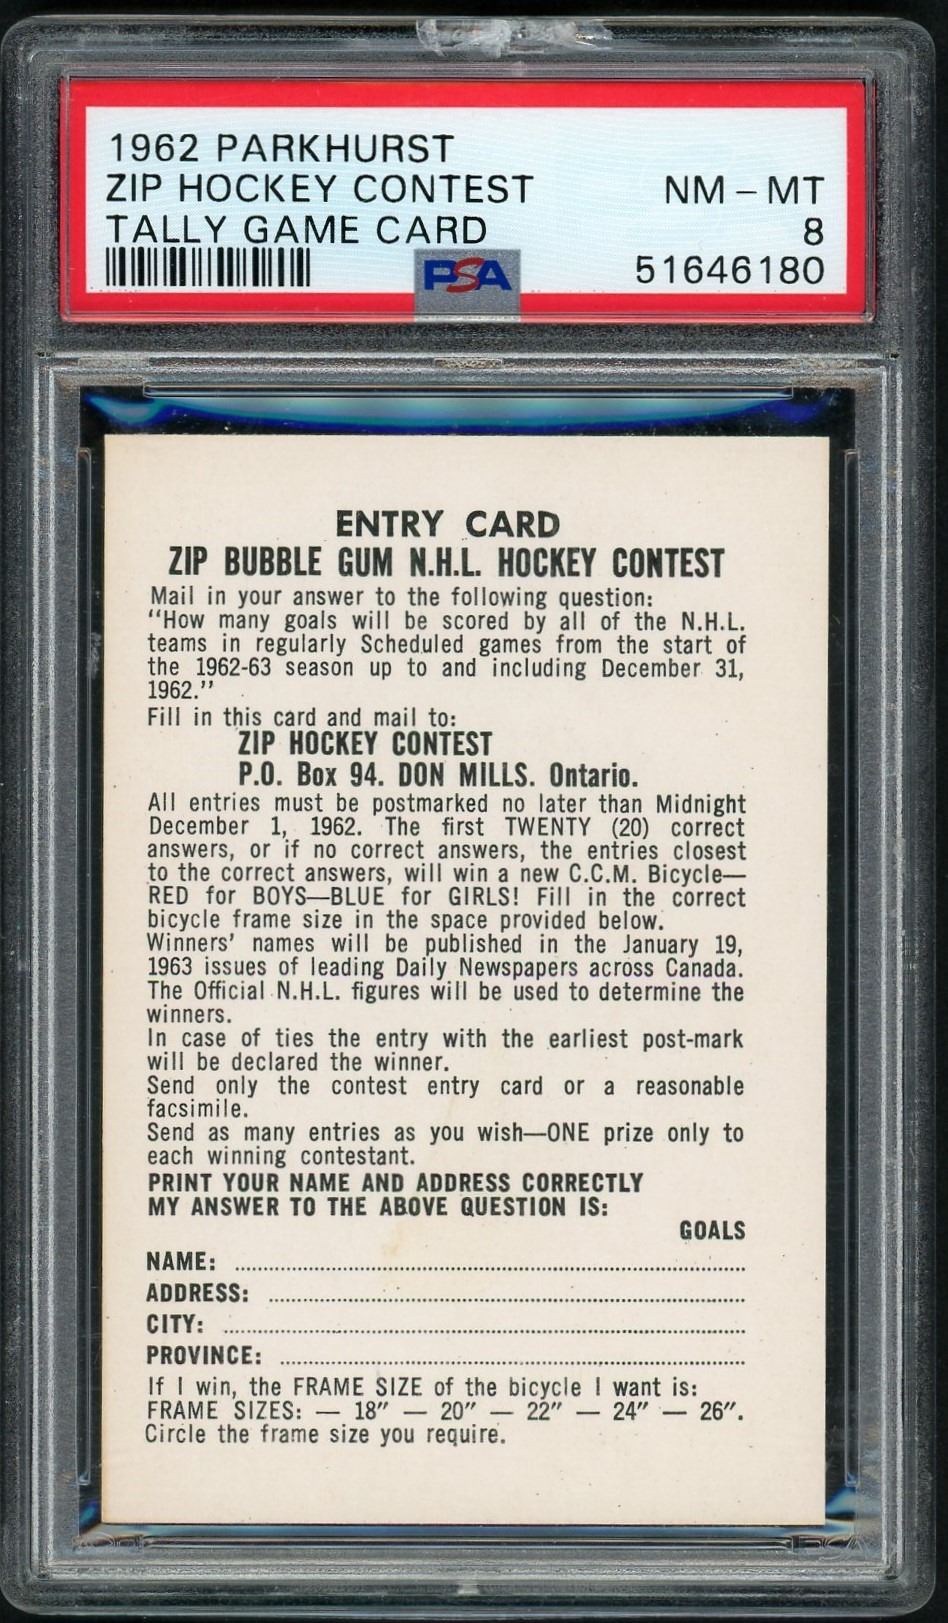 1962 PARKHURST
ZIP HOCKEY CONTEST NM - MT
TALLY GAME CARD 8
PSA 51646180
ENTRY CARD
ZIP BUBBLE GUM N.H.L. HOCKEY CONTEST
Mail in your answer to the following question:
“How many goals will be scored by all of the N.H.L.
teams in regularly Scheduled games from the start of
the 1962-63 season up to and including December 31,
1962.”
Fill in this card and mail to:
ZIP HOCKEY CONTEST
P.O. Box 94. DON MILLS. Ontario.
All entries must be postmarked no later than Midnight
December 1, 1962. The first TWENTY (20) correct
answers, or if no correct answers, the entries closest
to the correct answers, will win a new C.C.M. Bicycle—
RED for BOYS—BLUE for GIRLS! Fill in the correct
bicycle frame size in the space provided below.
Winners’ names will be published in the January 19,
1963 issues of leading Daily Newspapers across Canada.
The Official N.H.L. figures will be used to determine the
winners.
In case of ties the entry with the earliest post-mark
will be declared the winner.
Send only the contest entry card or a reasonable
facsimile.
Send as many entries as you wish—ONE prize only to
each winning contestant.
PRINT YOUR NAME AND ADDRESS CORRECTLY
MY ANSWER TO THE ABOVE QUESTION IS:
GOALS
NAME: ........................................
ADDRESS: ........................................
CITY: ........................................
PROVINCE: ........................................
If I win, the FRAME SIZE of the bicycle I want is:
FRAME SIZES: — 18″ — 20″ — 22″ — 24″ — 26″.
Circle the frame size you require.